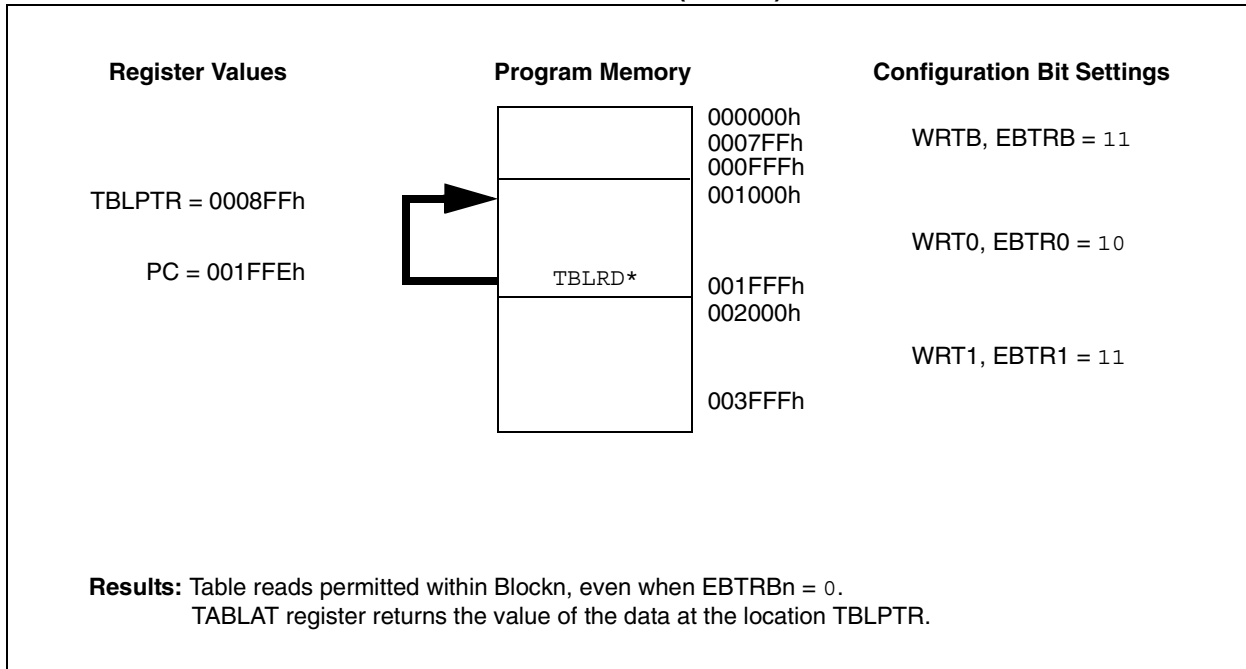 Register Values
Program Memory
Configuration Bit Settings
000000h
0007FFh
WRTB, EBTRB = 11
000FFFh
TBLPTR = 0008FFh
001000h
WRT0, EBTR0 = 10
PC = 001FFEh
TBLRD*
001FFFh
002000h
WRT1, EBTR1 = 11
003FFFh
Results: Table reads permitted within Blockn, even when EBTRBn = 0.
TABLAT register returns the value of the data at the location TBLPTR.